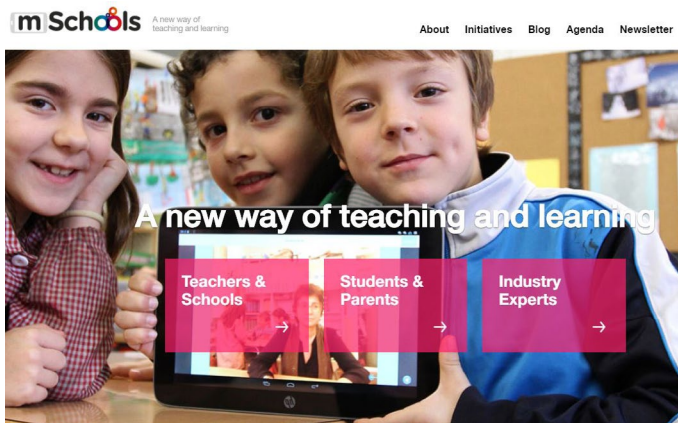 mSchools
A new way of
teaching and learning
About Initiatives Blog Agenda Newsletter
A new way of teaching and learning
Teachers &
Schools
Students &
Parents
Industry
Experts
hp